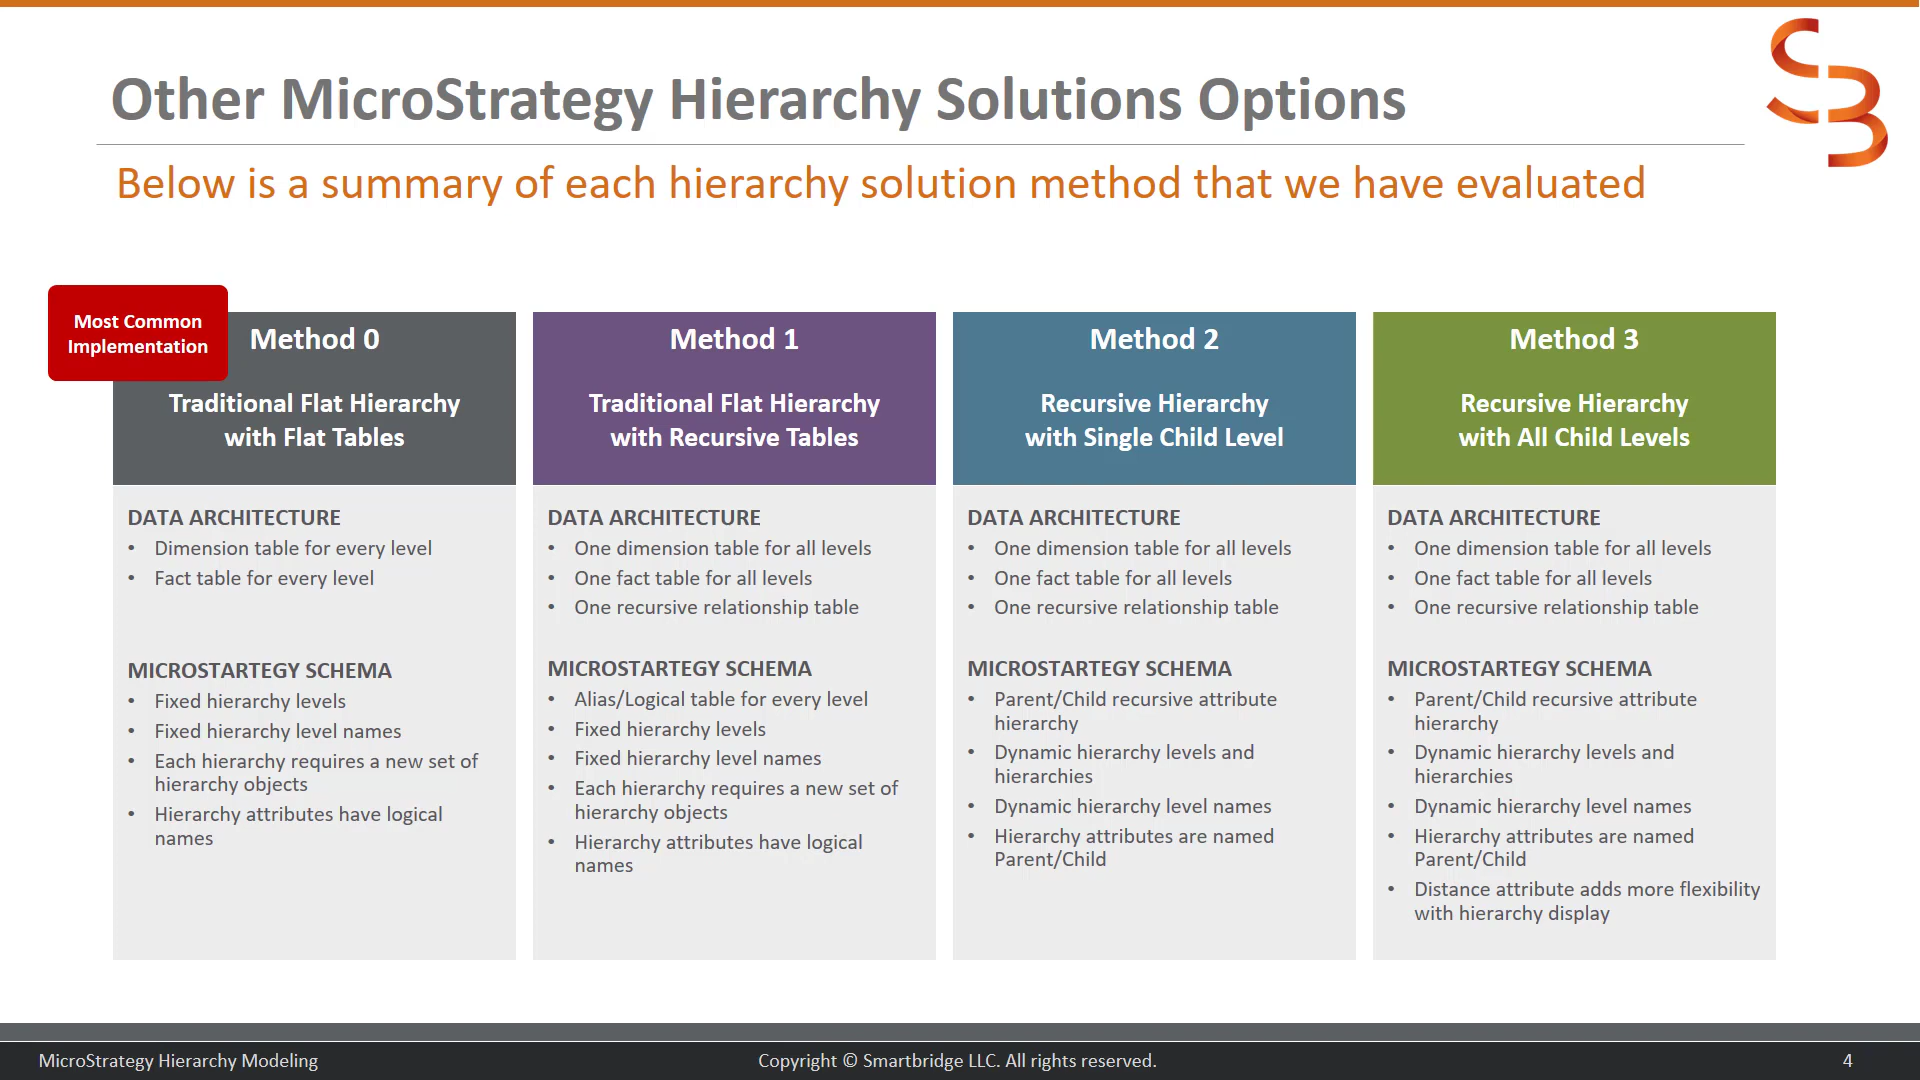 Other MicroStrategy Hierarchy Solutions Options
Below is a summary of each hierarchy solution method that we have evaluated
Most Common
Implementation
Method 0
Traditional Flat Hierarchy
with Flat Tables
DATA ARCHITECTURE
• Dimension table for every level
• Fact table for every level
MICROSTARTEGY SCHEMA
• Fixed hierarchy levels
• Fixed hierarchy level names
• Each hierarchy requires a new set of
hierarchy objects
• Hierarchy attributes have logical
names
Method 1
Traditional Flat Hierarchy
with Recursive Tables
DATA ARCHITECTURE
• One dimension table for all levels
• One fact table for all levels
• One recursive relationship table
MICROSTARTEGY SCHEMA
• Alias/Logical table for every level
• Fixed hierarchy levels
• Fixed hierarchy level names
• Each hierarchy requires a new set of
hierarchy objects
• Hierarchy attributes have logical
names
Method 2
Recursive Hierarchy
with Single Child Level
DATA ARCHITECTURE
• One dimension table for all levels
• One fact table for all levels
• One recursive relationship table
MICROSTARTEGY SCHEMA
• Parent/Child recursive attribute
hierarchy
• Dynamic hierarchy levels and
hierarchies
• Dynamic hierarchy level names
• Hierarchy attributes are named
Parent/Child
Method 3
Recursive Hierarchy
with All Child Levels
DATA ARCHITECTURE
• One dimension table for all levels
• One fact table for all levels
• One recursive relationship table
MICROSTARTEGY SCHEMA
• Parent/Child recursive attribute
hierarchy
• Dynamic hierarchy levels and
hierarchies
• Dynamic hierarchy level names
• Hierarchy attributes are named
Parent/Child
• Distance attribute adds more flexibility
with hierarchy display
MicroStrategy Hierarchy Modeling
Copyright © Smartbridge LLC. All rights reserved.
4
SB